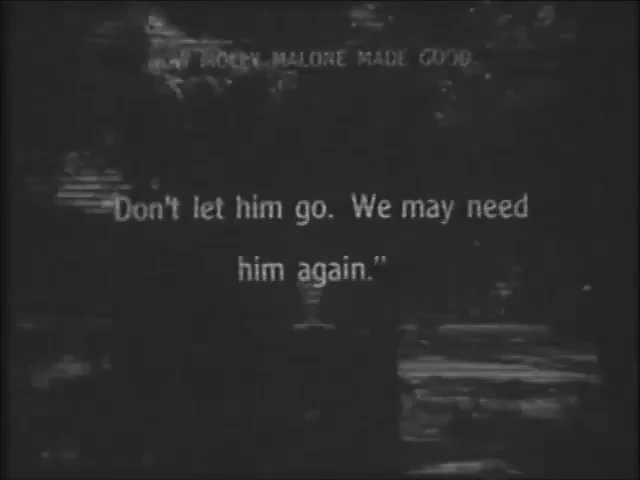 MOLLY MALONE MADE GOOD.
"Don't let him go. We may need
him again."